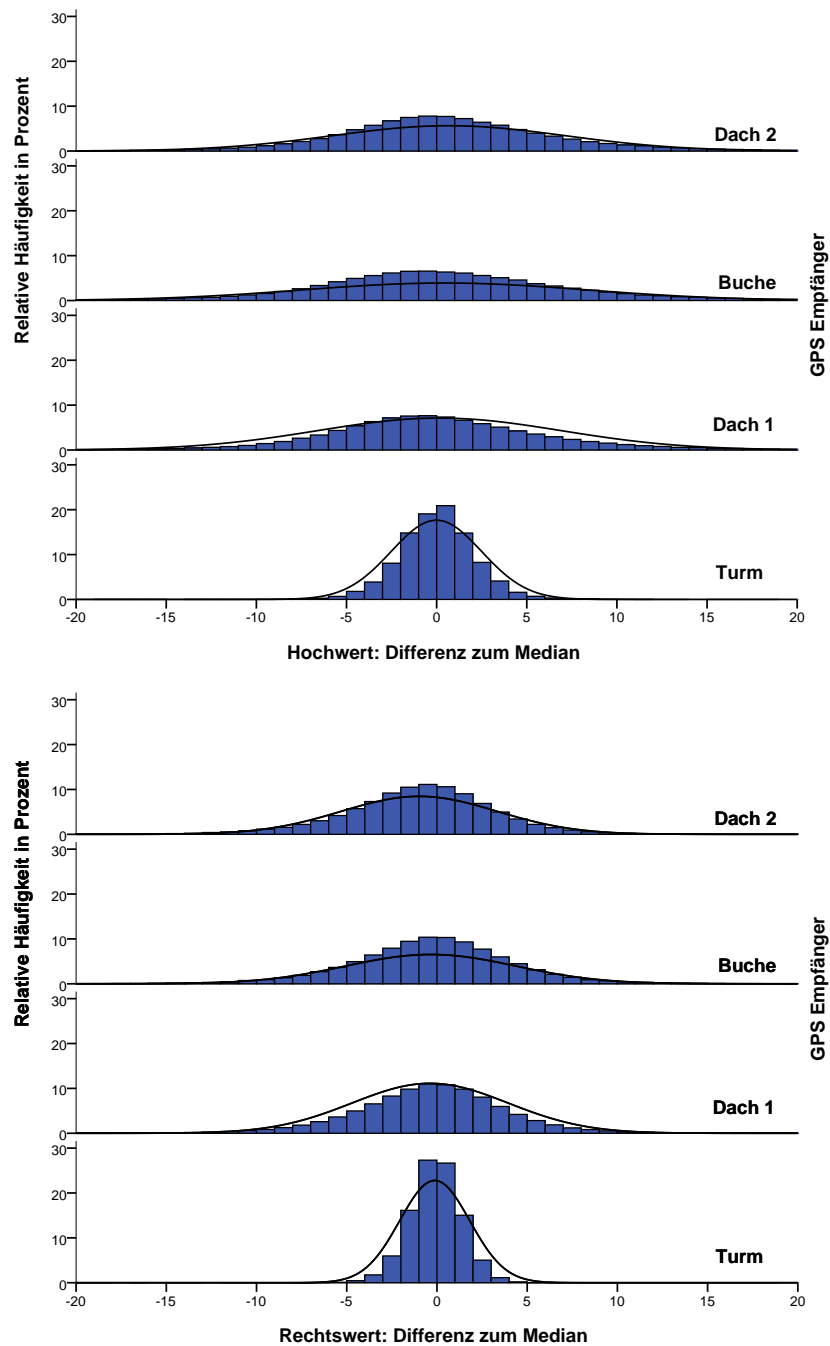 Relative Häufigkeit in Prozent
30
20
10
0
Dach 2
30
20
10
0
Buche
30
20
10
0
Dach 1
30
20
10
0
Turm
-20 -15 -10 -5 0 5 10 15 20
Hochwert: Differenz zum Median
GPS Empfänger
Relative Häufigkeit in Prozent
30
20
10
0
Dach 2
30
20
10
0
Buche
30
20
10
0
Dach 1
30
20
10
0
Turm
-20 -15 -10 -5 0 5 10 15 20
Rechtswert: Differenz zum Median
GPS Empfänger